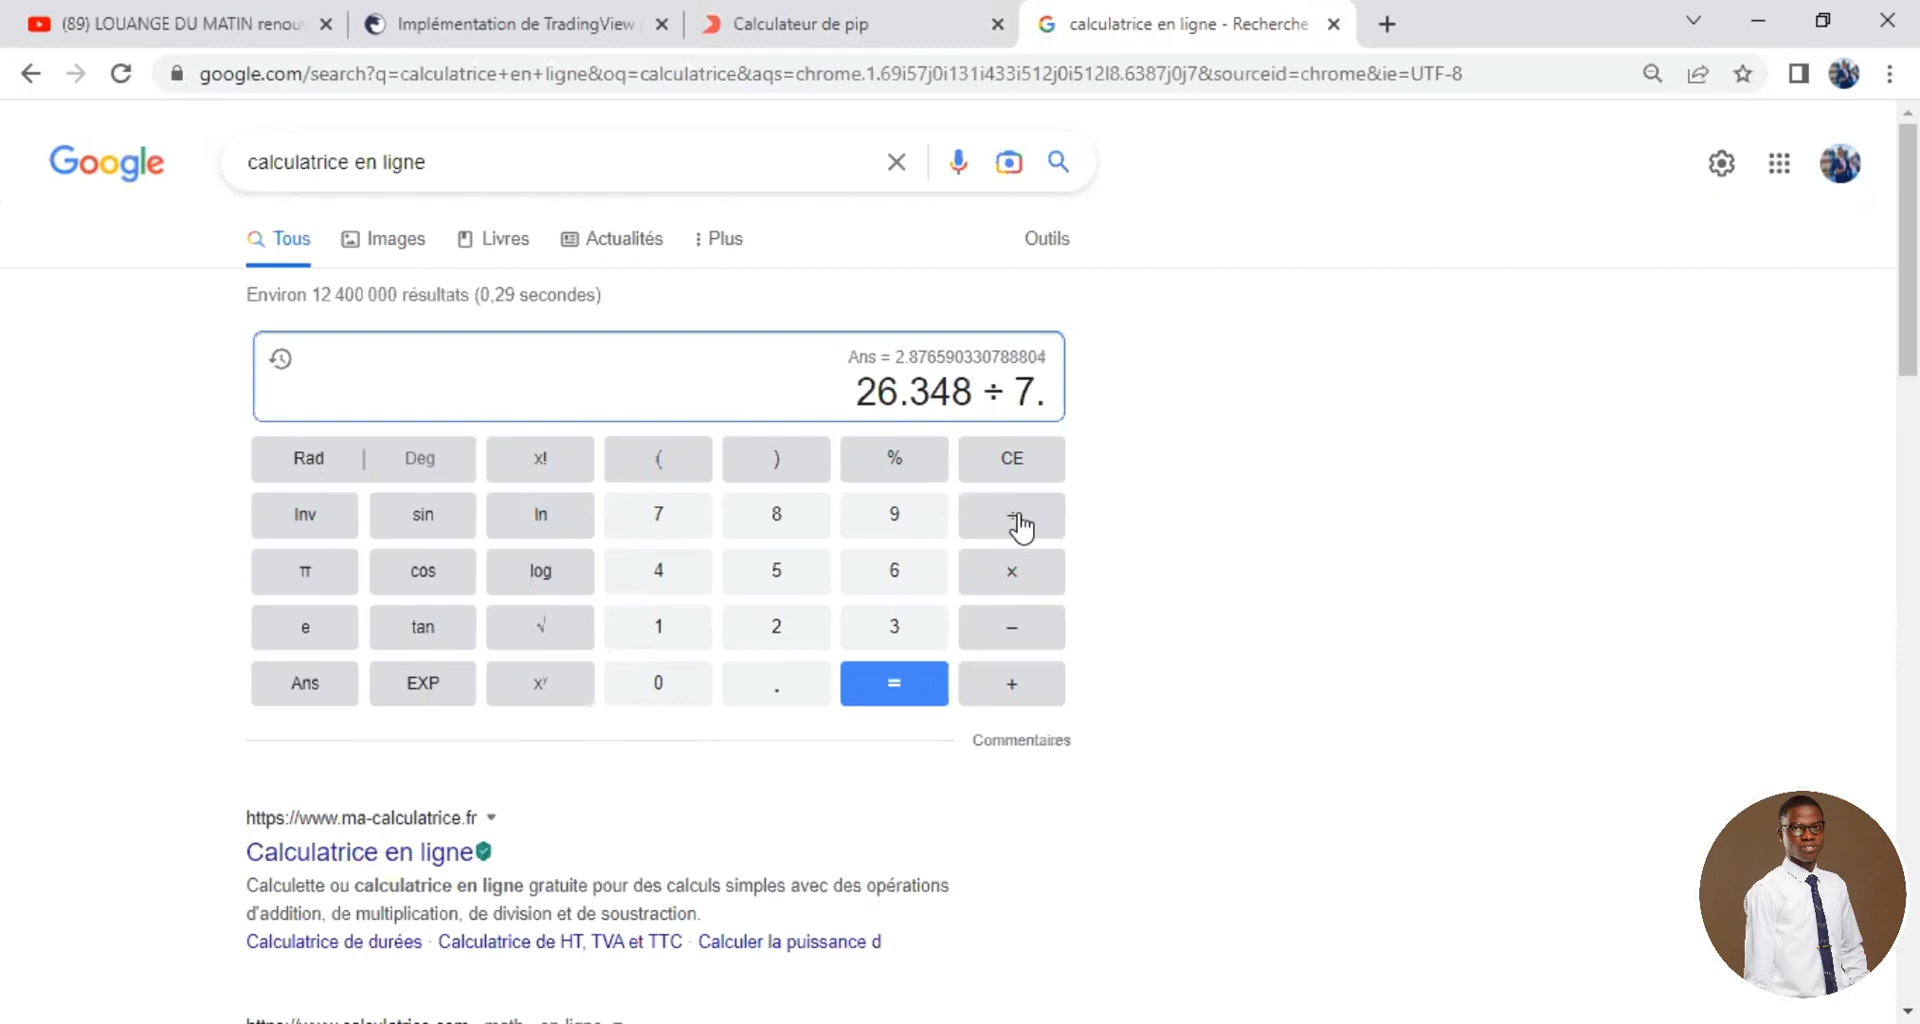 (89) LOUANGE DU MATIN renou
Implémentation de TradingView
Calculateur de pip
calculatrice en ligne - Recherche
google.com/search?q=calculatrice+en+ligne&oq=calculatrice&aqs=chrome.1.69i57j0i131i433i512j0i512l8.6387j0j7&sourceid=chrome&ie=UTF-8
Google
calculatrice en ligne
Tous
Images
Livres
Actualités
Plus
Outils
Environ 12 400 000 résultats (0,29 secondes)
Ans = 2.876590330788804
26.348 ÷ 7.
Rad | Deg x! ( ) % CE
Inv sin ln 7 8 9 ÷
π cos log 4 5 6 ×
e tan √ 1 2 3 −
Ans EXP xʸ 0 . = +
Commentaires
https://www.ma-calculatrice.fr
Calculatrice en ligne
Calculette ou calculatrice en ligne gratuite pour des calculs simples avec des opérations
d'addition, de multiplication, de division et de soustraction.
Calculatrice de durées · Calculatrice de HT, TVA et TTC · Calculer la puissance d